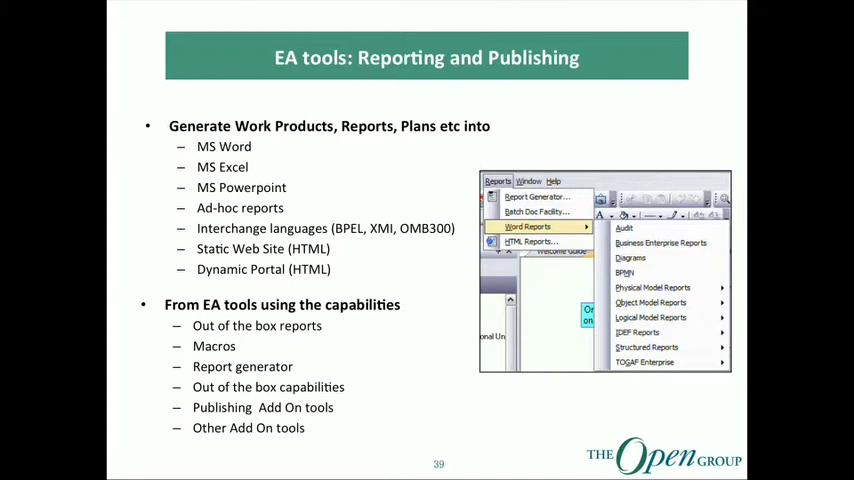 EA tools: Reporting and Publishing
• Generate Work Products, Reports, Plans etc into
– MS Word
– MS Excel
– MS Powerpoint
– Ad-hoc reports
– Interchange languages (BPEL, XMI, OMB300)
– Static Web Site (HTML)
– Dynamic Portal (HTML)
• From EA tools using the capabilities
– Out of the box reports
– Macros
– Report generator
– Out of the box capabilities
– Publishing Add On tools
– Other Add On tools
Reports Window Help
Report Generator...
Batch Doc Facility...
Word Reports
HTML Reports...
Welcome Guide
Audit
Business Enterprise Reports
Diagrams
BPMN
Physical Model Reports
Object Model Reports
Logical Model Reports
IDEF Reports
Structured Reports
TOGAF Enterprise
39
THE Open GROUP